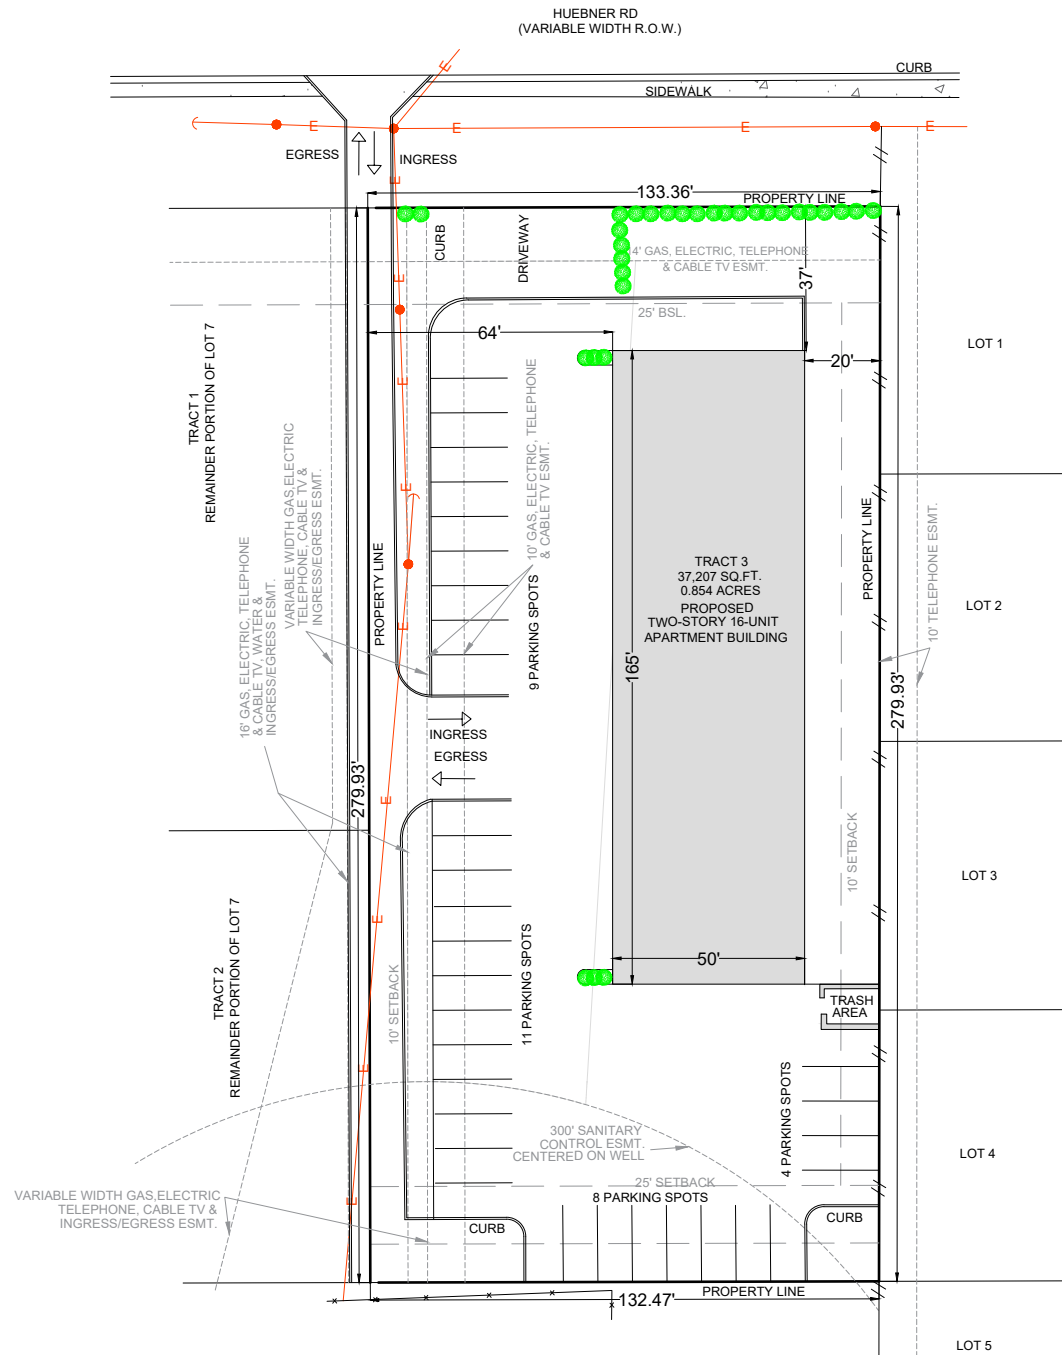 HUEBNER RD
(VARIABLE WIDTH R.O.W.)
CURB
SIDEWALK
E
E
E
E
E
EGRESS
INGRESS
E
133.36'
PROPERTY LINE
CURB
DRIVEWAY
14' GAS, ELECTRIC, TELEPHONE
& CABLE TV ESMT.
37'
E
25' BSL.
64'
20'
LOT 1
TRACT 1
REMAINDER PORTION OF LOT 7
E
VARIABLE WIDTH GAS,ELECTRIC
TELEPHONE, CABLE TV &
INGRESS/EGRESS ESMT.
10' GAS, ELECTRIC, TELEPHONE
& CABLE TV ESMT.
E
16' GAS, ELECTRIC, TELEPHONE
& CABLE TV, WATER &
INGRESS/EGRESS ESMT.
PROPERTY LINE
9 PARKING SPOTS
TRACT 3
37,207 SQ.FT.
0.854 ACRES
PROPOSED
TWO-STORY 16-UNIT
APARTMENT BUILDING
PROPERTY LINE
10' TELEPHONE ESMT.
LOT 2
E
165'
279.93'
INGRESS
EGRESS
279.93'
E
10' SETBACK
LOT 3
E
TRACT 2
REMAINDER PORTION OF LOT 7
10' SETBACK
11 PARKING SPOTS
50'
TRASH
AREA
E
4 PARKING SPOTS
300' SANITARY
CONTROL ESMT.
CENTERED ON WELL
LOT 4
25' SETBACK
8 PARKING SPOTS
VARIABLE WIDTH GAS,ELECTRIC
TELEPHONE, CABLE TV &
INGRESS/EGRESS ESMT.
E
CURB
CURB
132.47'
PROPERTY LINE
LOT 5